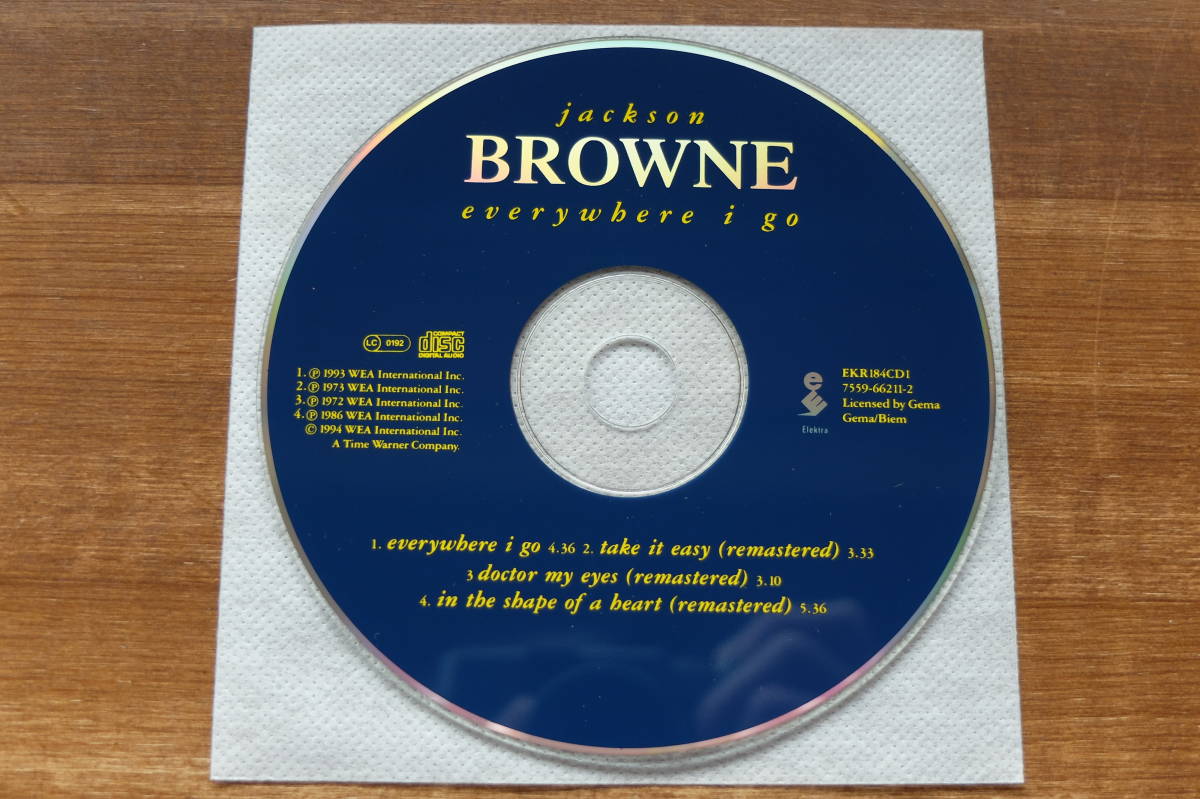 jackson
BROWNE
everywhere i go
LC 0192
COMPACT
disc
DIGITAL AUDIO
1. ℗ 1993 WEA International Inc.
2. ℗ 1973 WEA International Inc.
3. ℗ 1972 WEA International Inc.
4. ℗ 1986 WEA International Inc.
© 1994 WEA International Inc.
A Time Warner Company.
e
Elektra
EKR184CD1
7559-66211-2
Licensed by Gema
Gema/Biem
1. everywhere i go 4.36 2. take it easy (remastered) 3.33
3 doctor my eyes (remastered) 3.10
4. in the shape of a heart (remastered) 5.36